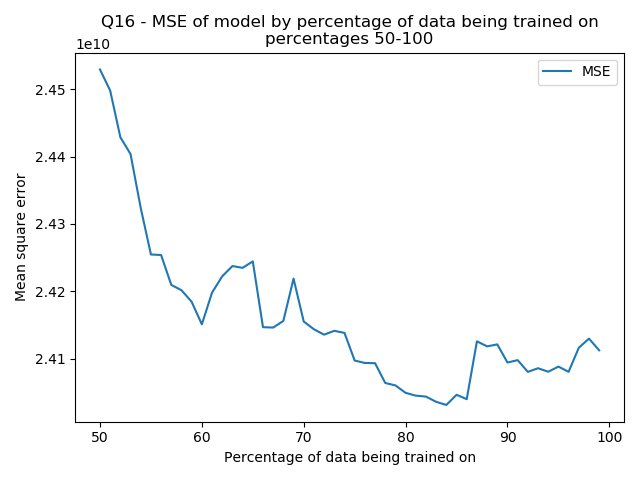 Q16 - MSE of model by percentage of data being trained on
percentages 50-100
1e10
MSE
2.45
2.44
2.43
2.42
2.41
Mean square error
50 60 70 80 90 100
Percentage of data being trained on